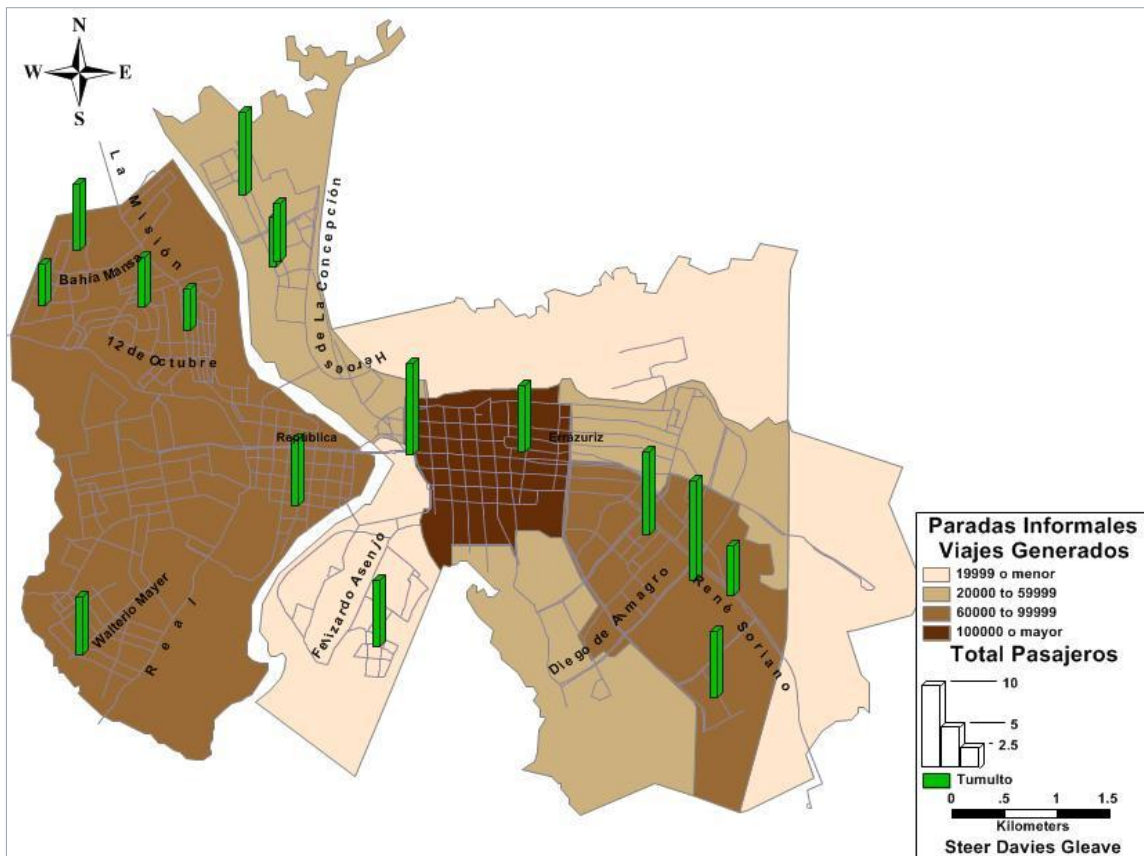 N
W E
S
La Misión
Bahía Mansa
12 de Octubre
Heroes de La Concepción
República
Errázuriz
Felizardo Asenjo
Walterio Mayer
Real
Diego de Almagro
René Soriano
Paradas Informales
Viajes Generados
19999 o menor
20000 to 59999
60000 to 99999
100000 o mayor
Total Pasajeros
10
5
2.5
Tumulto
0 .5 1 1.5
Kilometers
Steer Davies Gleave